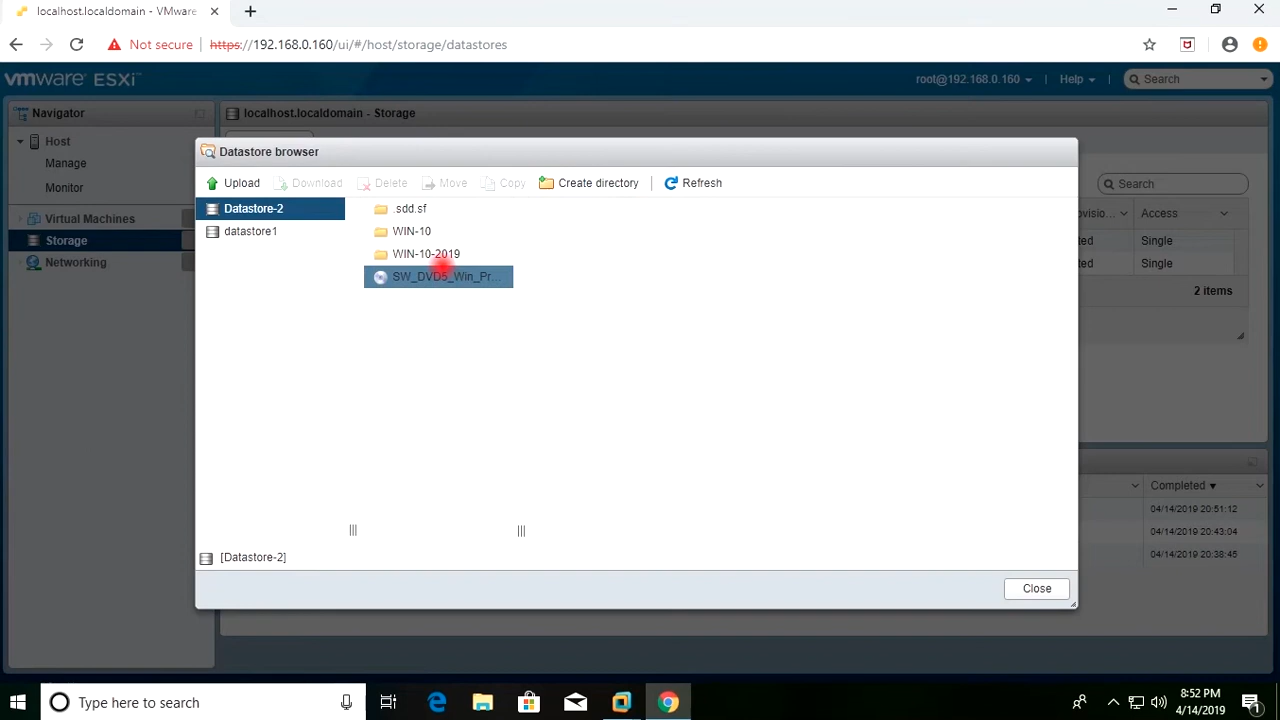 localhost.localdomain - VMware
Not secure | https://192.168.0.160/ui/#/host/storage/datastores
vmware ESXi
root@192.168.0.160 | Help | Search
Navigator
localhost.localdomain - Storage
Host
Manage
Monitor
Virtual Machines
Storage
Networking
Datastore browser
Upload Download Delete Move Copy Create directory Refresh
Search
Datastore-2
datastore1
.sdd.sf
WIN-10
WIN-10-2019
SW_DVD5_Win_Pr...
Access
Single
Single
2 items
Completed
04/14/2019 20:51:12
04/14/2019 20:43:04
04/14/2019 20:38:45
[Datastore-2]
Close
Type here to search
8:52 PM
4/14/2019
1